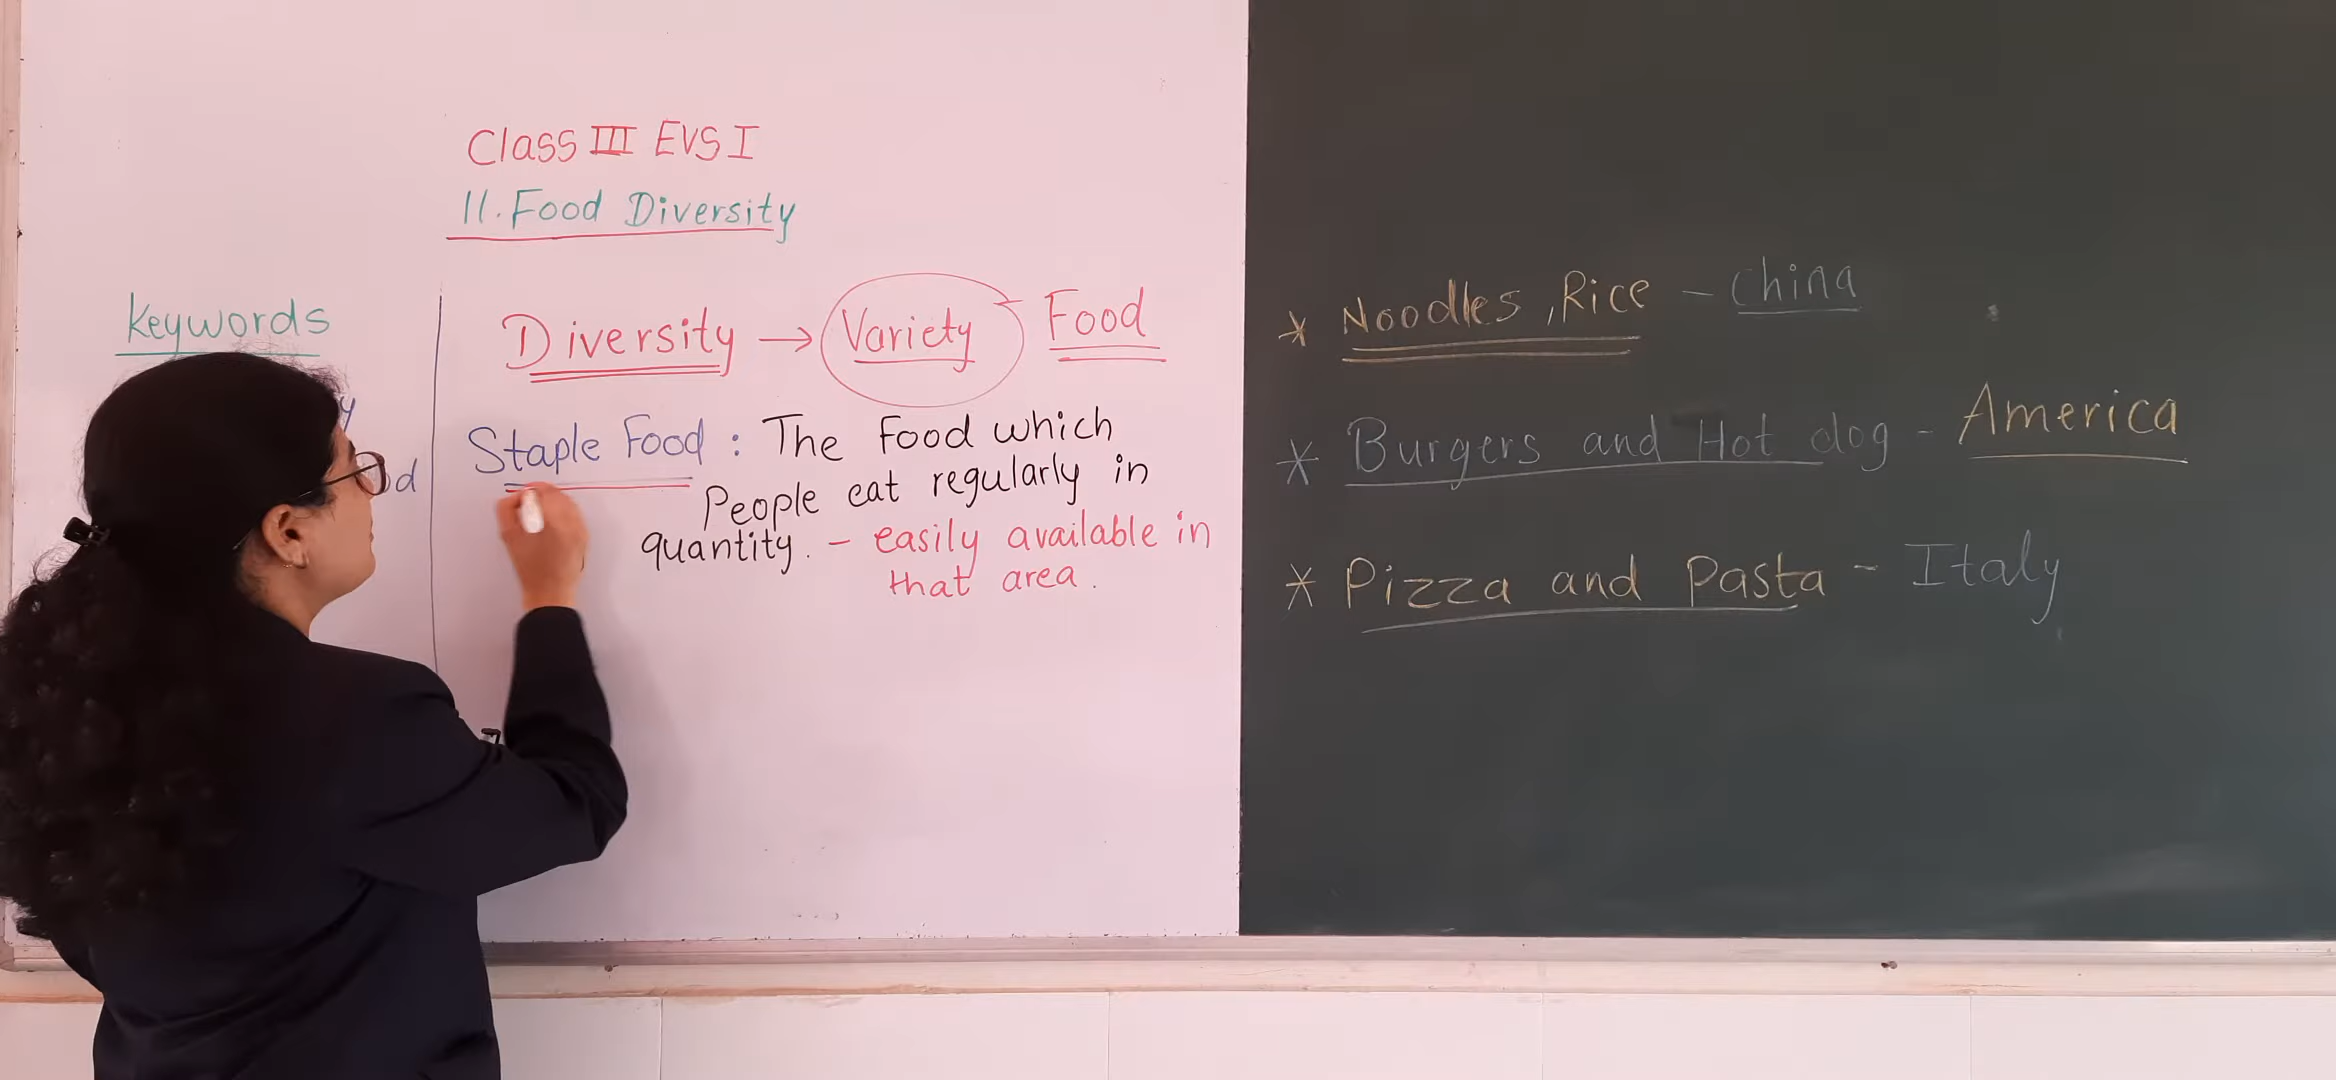 Class III EVS I
11. Food Diversity
Keywords
Diversity → Variety Food
Staple Food : The Food which
People eat regularly in
quantity. - easily available in
that area.
* Noodles, Rice - China
* Burgers and Hot dog - America
* Pizza and Pasta - Italy